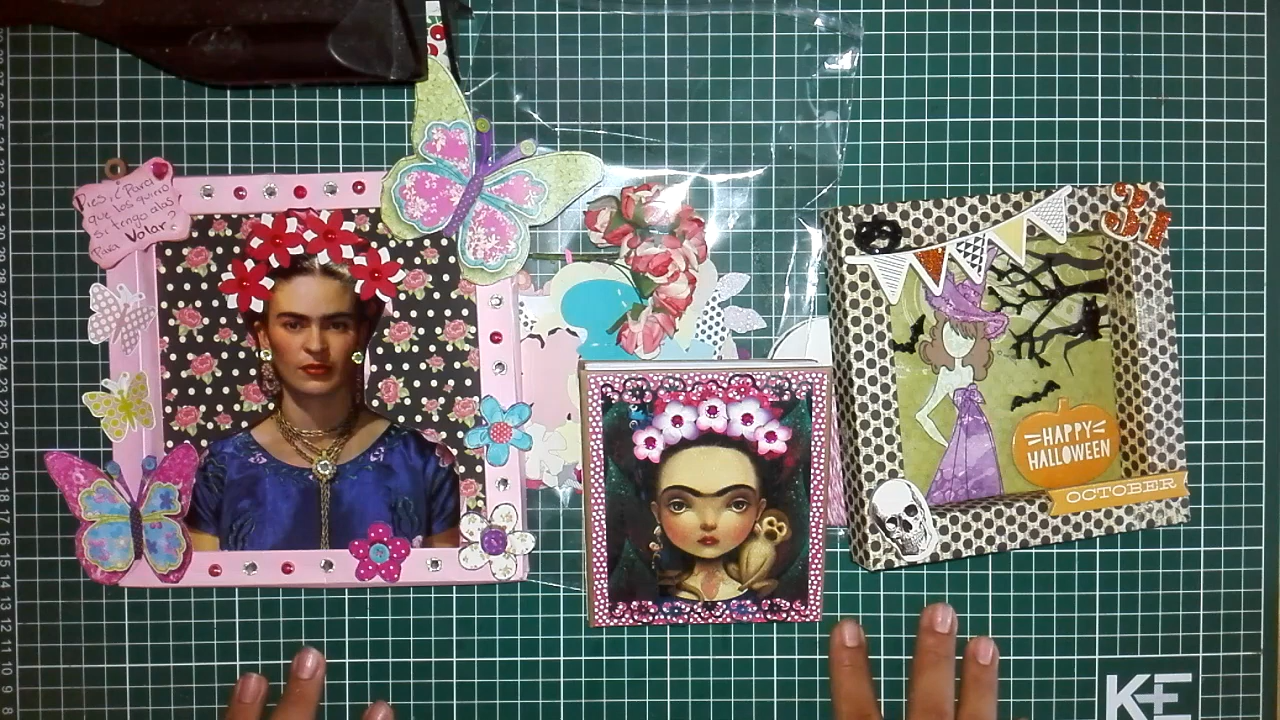 Pies ¿Para
que los quiero
si tengo alas
Para Volar?
31
HAPPY
HALLOWEEN
OCTOBER
K+E